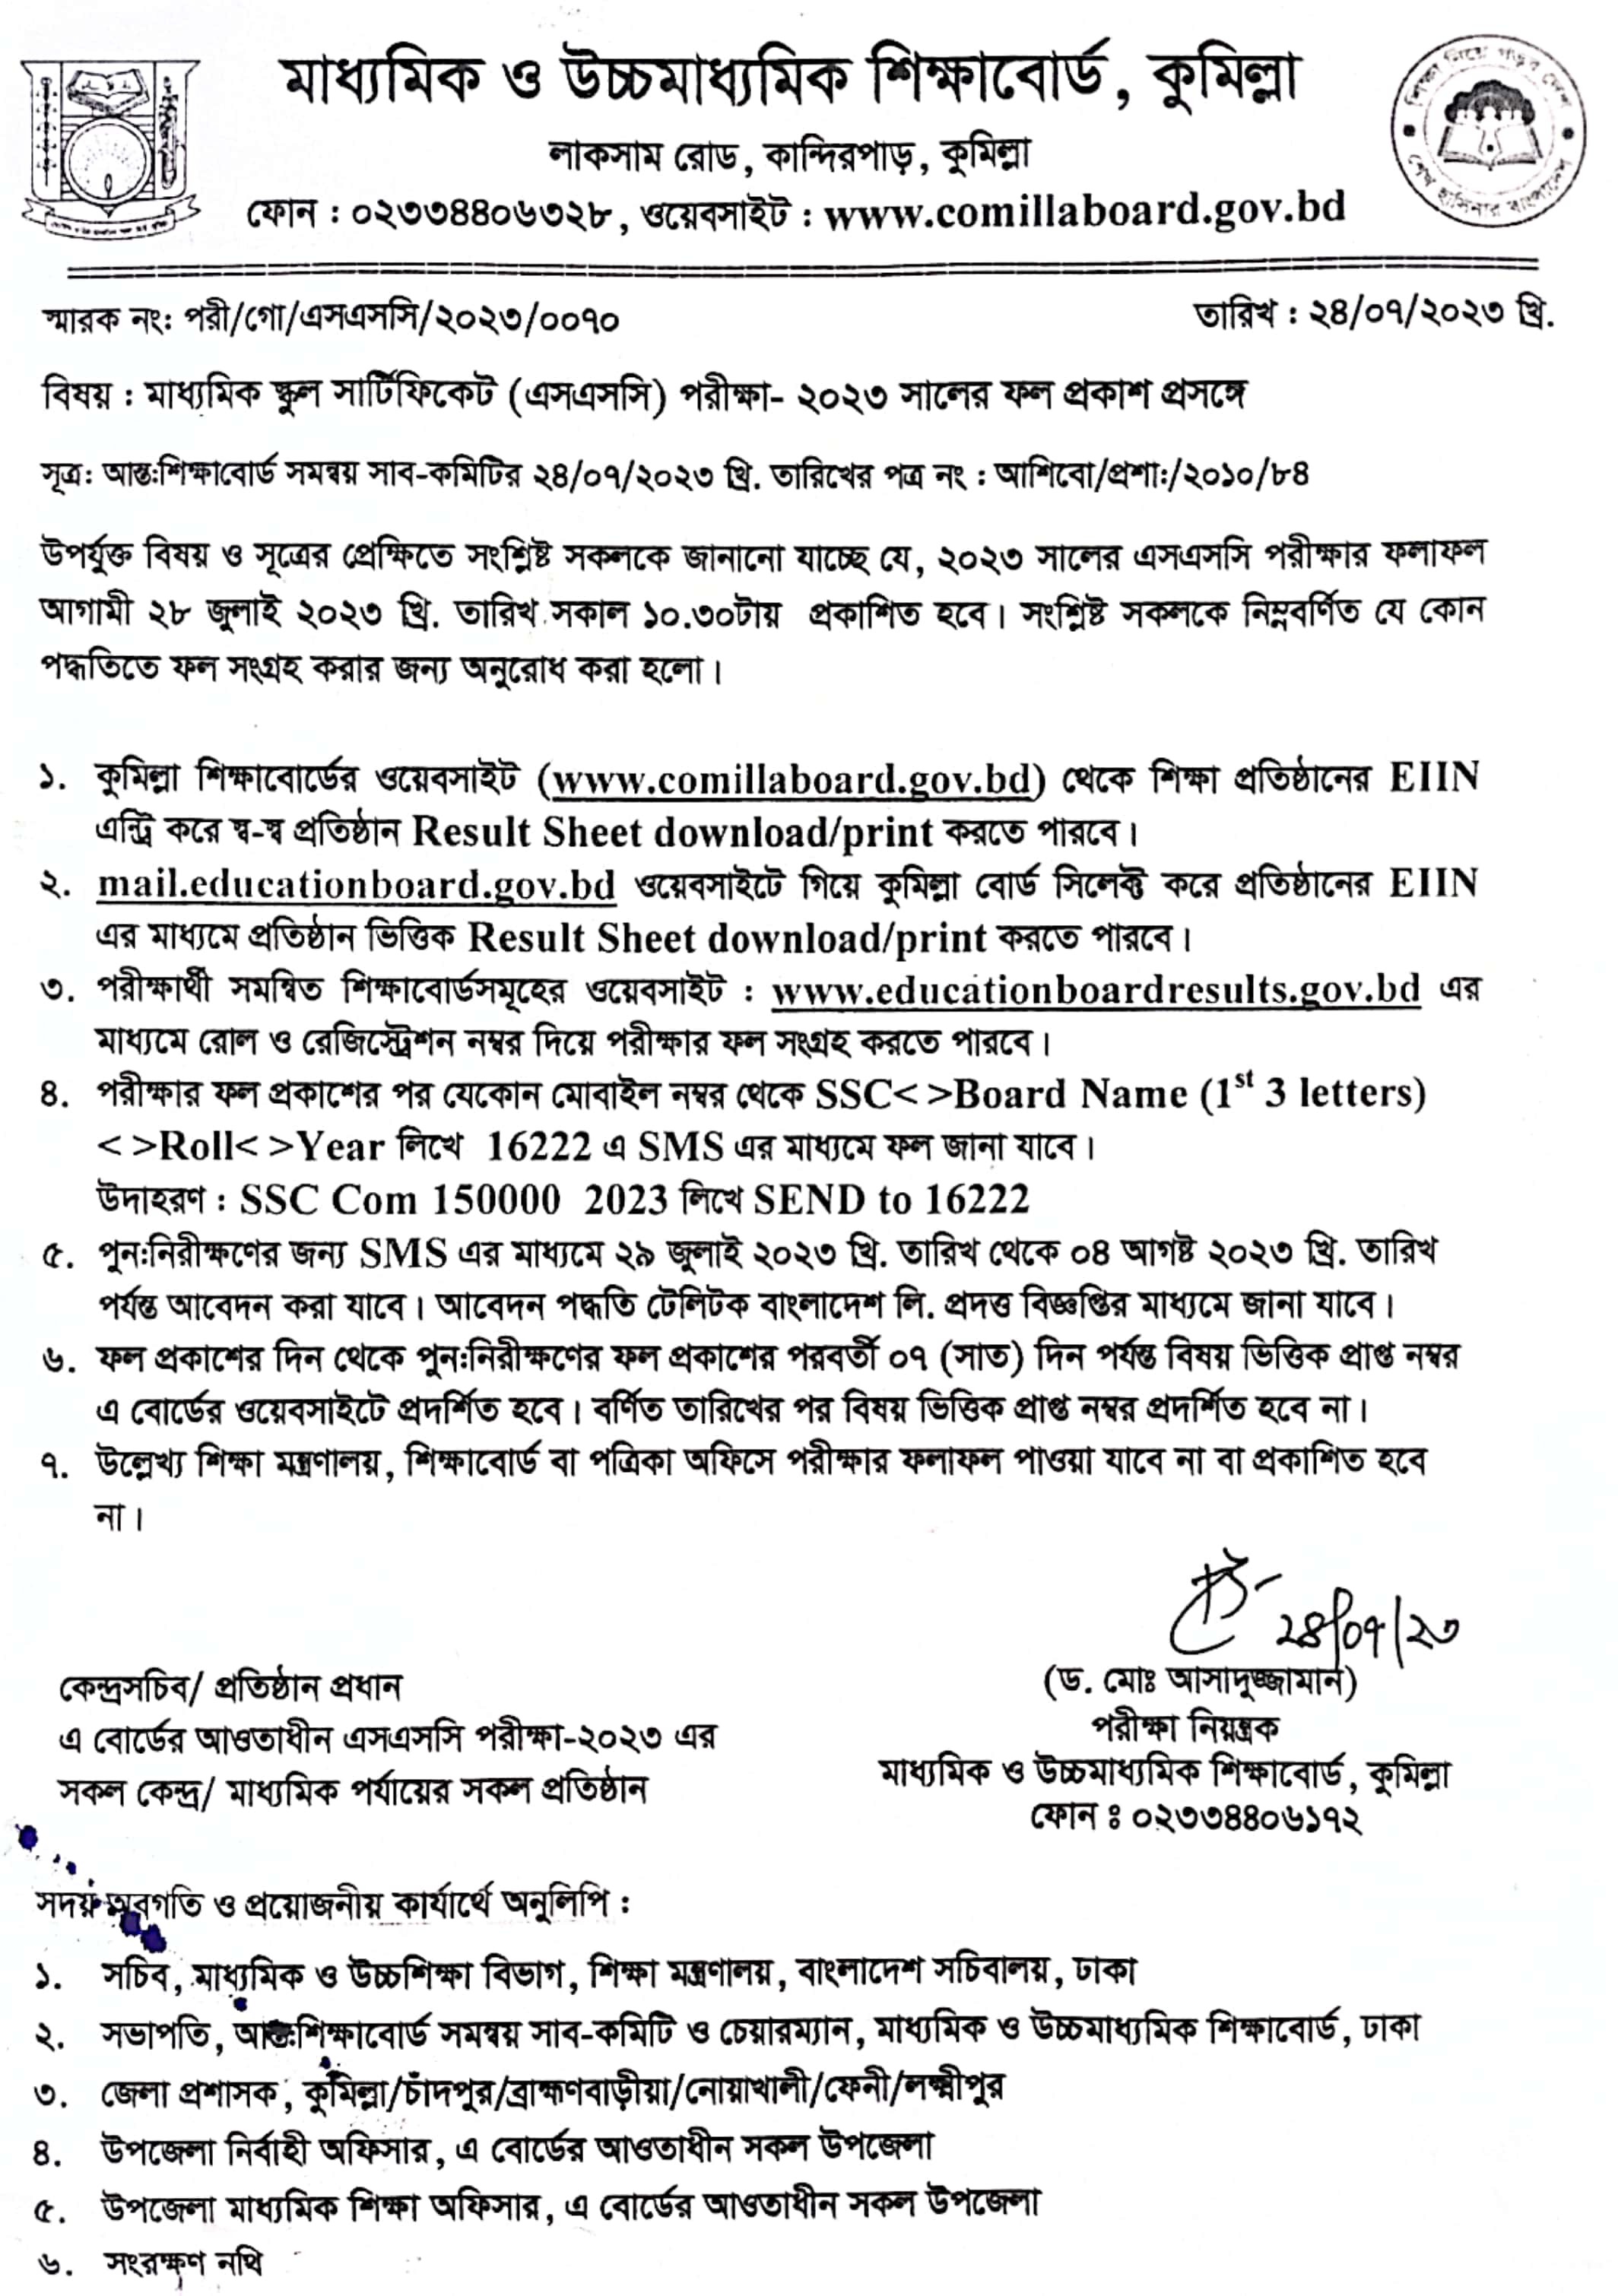 মাধ্যমিক ও উচ্চমাধ্যমিক শিক্ষাবোর্ড, কুমিল্লা
লাকসাম রোড, কান্দিরপাড়, কুমিল্লা
ফোন : ০২৩৩৪৪০৬৩২৮, ওয়েবসাইট : www.comillaboard.gov.bd
শিক্ষা নিয়ে গড়ব দেশ
শেখ হাসিনার বাংলাদেশ
স্মারক নং: পরী/গো/এসএসসি/২০২৩/০০৭০
তারিখ : ২৪/০৭/২০২৩ খ্রি.
বিষয় : মাধ্যমিক স্কুল সার্টিফিকেট (এসএসসি) পরীক্ষা- ২০২৩ সালের ফল প্রকাশ প্রসঙ্গে
সূত্র: আন্ত:শিক্ষাবোর্ড সমন্বয় সাব-কমিটির ২৪/০৭/২০২৩ খ্রি. তারিখের পত্র নং : আশিবো/প্রশা:/২০১০/৮৪
উপর্যুক্ত বিষয় ও সূত্রের প্রেক্ষিতে সংশ্লিষ্ট সকলকে জানানো যাচ্ছে যে, ২০২৩ সালের এসএসসি পরীক্ষার ফলাফল
আগামী ২৮ জুলাই ২০২৩ খ্রি. তারিখ সকাল ১০.৩০টায় প্রকাশিত হবে। সংশ্লিষ্ট সকলকে নিম্নবর্ণিত যে কোন
পদ্ধতিতে ফল সংগ্রহ করার জন্য অনুরোধ করা হলো।
১. কুমিল্লা শিক্ষাবোর্ডের ওয়েবসাইট (www.comillaboard.gov.bd) থেকে শিক্ষা প্রতিষ্ঠানের EIIN
এন্ট্রি করে স্ব-স্ব প্রতিষ্ঠান Result Sheet download/print করতে পারবে।
২. mail.educationboard.gov.bd ওয়েবসাইটে গিয়ে কুমিল্লা বোর্ড সিলেক্ট করে প্রতিষ্ঠানের EIIN
এর মাধ্যমে প্রতিষ্ঠান ভিত্তিক Result Sheet download/print করতে পারবে।
৩. পরীক্ষার্থী সমন্বিত শিক্ষাবোর্ডসমূহের ওয়েবসাইট : www.educationboardresults.gov.bd এর
মাধ্যমে রোল ও রেজিস্ট্রেশন নম্বর দিয়ে পরীক্ষার ফল সংগ্রহ করতে পারবে।
৪. পরীক্ষার ফল প্রকাশের পর যেকোন মোবাইল নম্বর থেকে SSC< >Board Name (1st 3 letters)
< >Roll< >Year লিখে 16222 এ SMS এর মাধ্যমে ফল জানা যাবে।
উদাহরণ : SSC Com 150000 2023 লিখে SEND to 16222
৫. পুন:নিরীক্ষণের জন্য SMS এর মাধ্যমে ২৯ জুলাই ২০২৩ খ্রি. তারিখ থেকে ০৪ আগষ্ট ২০২৩ খ্রি. তারিখ
পর্যন্ত আবেদন করা যাবে। আবেদন পদ্ধতি টেলিটক বাংলাদেশ লি. প্রদত্ত বিজ্ঞপ্তির মাধ্যমে জানা যাবে।
৬. ফল প্রকাশের দিন থেকে পুন:নিরীক্ষণের ফল প্রকাশের পরবর্তী ০৭ (সাত) দিন পর্যন্ত বিষয় ভিত্তিক প্রাপ্ত নম্বর
এ বোর্ডের ওয়েবসাইটে প্রদর্শিত হবে। বর্ণিত তারিখের পর বিষয় ভিত্তিক প্রাপ্ত নম্বর প্রদর্শিত হবে না।
৭. উল্লেখ্য শিক্ষা মন্ত্রণালয়, শিক্ষাবোর্ড বা পত্রিকা অফিসে পরীক্ষার ফলাফল পাওয়া যাবে না বা প্রকাশিত হবে
না।
২৪/০৭/২৩
(ড. মোঃ আসাদুজ্জামান)
পরীক্ষা নিয়ন্ত্রক
মাধ্যমিক ও উচ্চমাধ্যমিক শিক্ষাবোর্ড, কুমিল্লা
ফোন ঃ ০২৩৩৪৪০৬১৭২
কেন্দ্রসচিব/ প্রতিষ্ঠান প্রধান
এ বোর্ডের আওতাধীন এসএসসি পরীক্ষা-২০২৩ এর
সকল কেন্দ্র/ মাধ্যমিক পর্যায়ের সকল প্রতিষ্ঠান
সদয় অবগতি ও প্রয়োজনীয় কার্যার্থে অনুলিপি :
১. সচিব, মাধ্যমিক ও উচ্চশিক্ষা বিভাগ, শিক্ষা মন্ত্রণালয়, বাংলাদেশ সচিবালয়, ঢাকা
২. সভাপতি, আন্ত:শিক্ষাবোর্ড সমন্বয় সাব-কমিটি ও চেয়ারম্যান, মাধ্যমিক ও উচ্চমাধ্যমিক শিক্ষাবোর্ড, ঢাকা
৩. জেলা প্রশাসক, কুমিল্লা/চাঁদপুর/ব্রাহ্মণবাড়ীয়া/নোয়াখালী/ফেনী/লক্ষ্মীপুর
৪. উপজেলা নির্বাহী অফিসার, এ বোর্ডের আওতাধীন সকল উপজেলা
৫. উপজেলা মাধ্যমিক শিক্ষা অফিসার, এ বোর্ডের আওতাধীন সকল উপজেলা
৬. সংরক্ষণ নথি